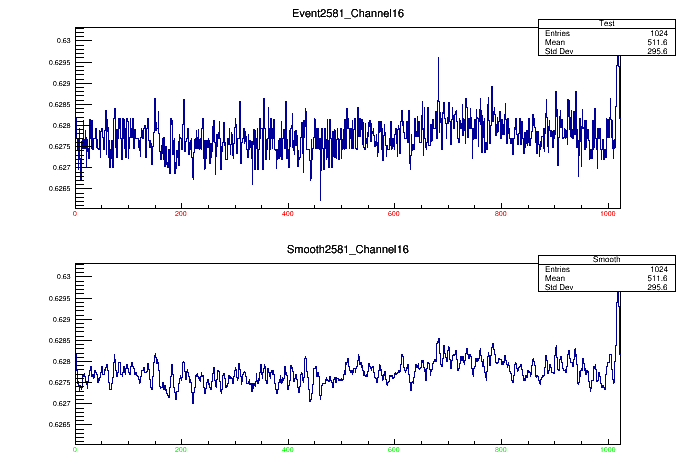 Event2581_Channel16
Test
Entries 1024
Mean 511.6
Std Dev 295.6
0.63
0.6295
0.629
0.6285
0.628
0.6275
0.627
0.6265
0 200 400 600 800 1000
Smooth2581_Channel16
Smooth
Entries 1024
Mean 511.6
Std Dev 295.6
0.63
0.6295
0.629
0.6285
0.628
0.6275
0.627
0.6265
0 200 400 600 800 1000